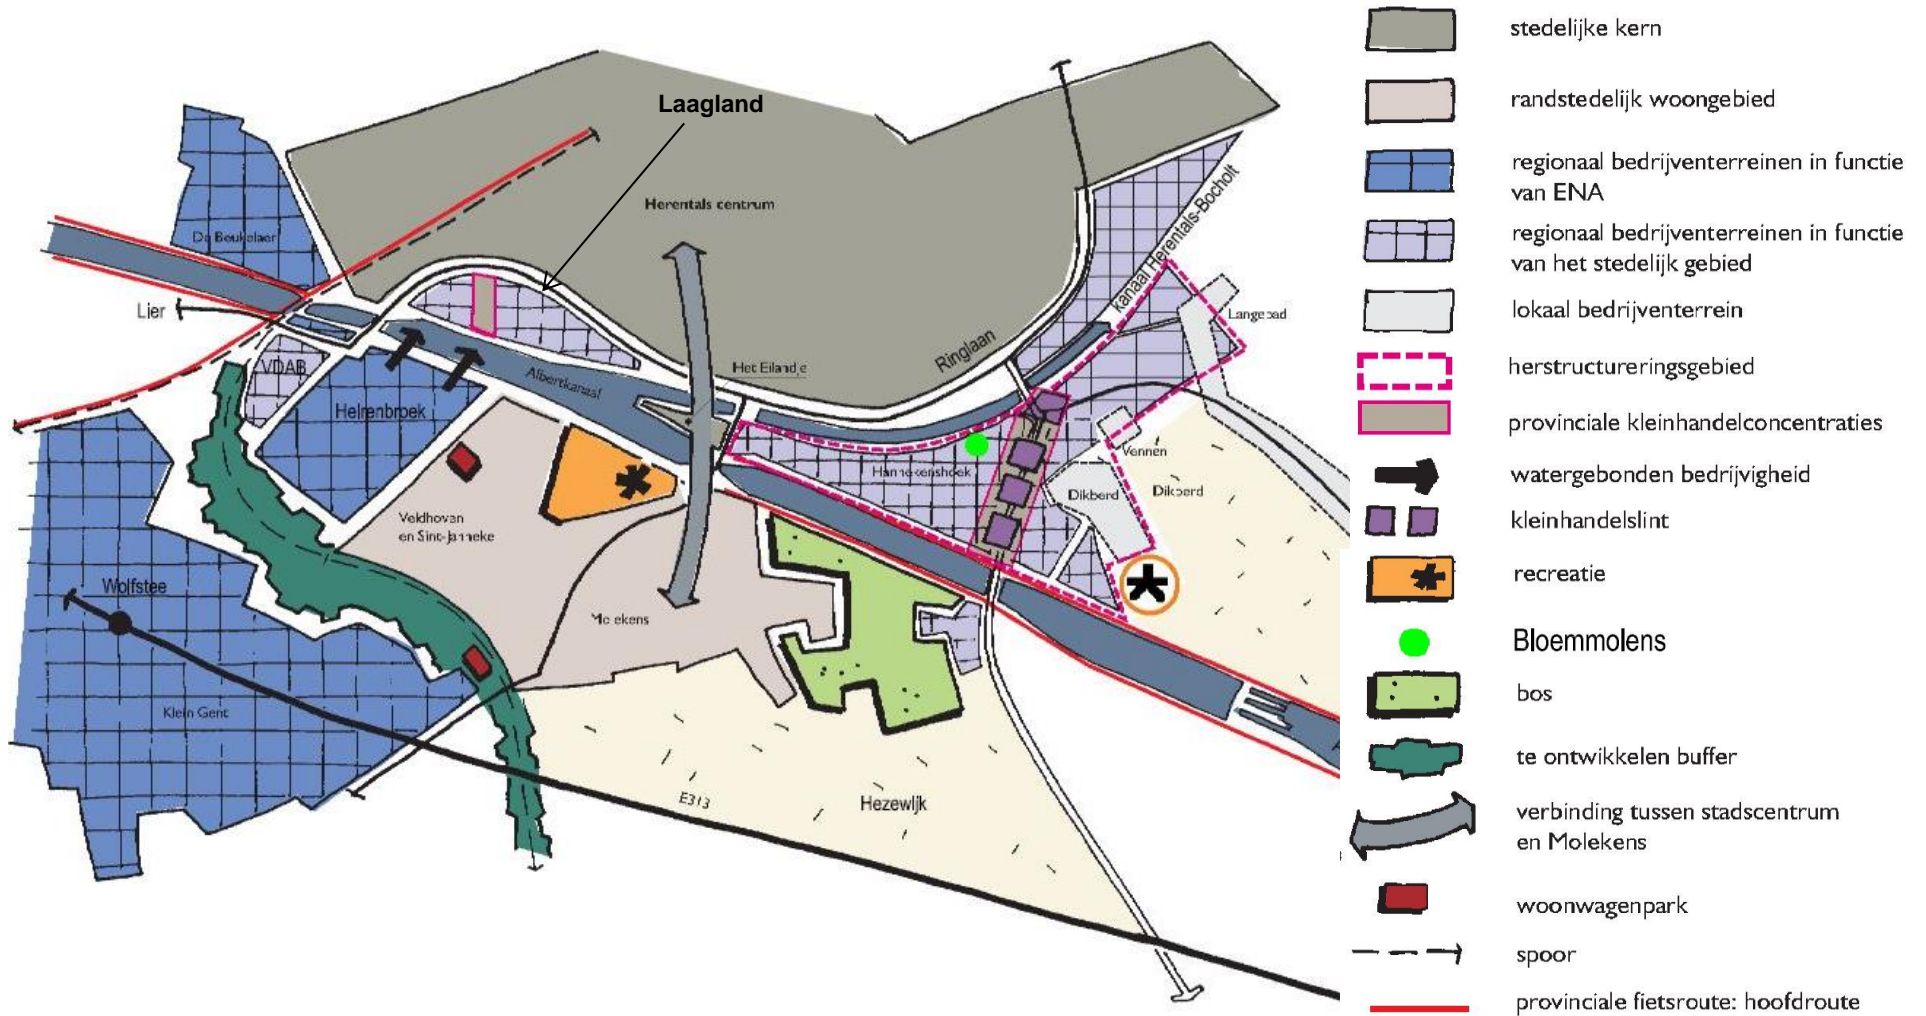 Laagland
Herentals centrum
De Beukelaer
Lier
VDAB
Heirenbroek
Albertkanaal
Het Eilandje
Ringlaan
kanaal Herentals-Bocholt
Langepad
Hannekenshoek
Vennen
Dikberd
Dikberd
Veldhoven
en Sint-Janneke
Wolfstee
Molekens
Klein Gent
E313
Hezewijk
stedelijke kern
randstedelijk woongebied
regionaal bedrijventerreinen in functie
van ENA
regionaal bedrijventerreinen in functie
van het stedelijk gebied
lokaal bedrijventerrein
herstructureringsgebied
provinciale kleinhandelconcentraties
watergebonden bedrijvigheid
kleinhandelslint
recreatie
Bloemmolens
bos
te ontwikkelen buffer
verbinding tussen stadscentrum
en Molekens
woonwagenpark
spoor
provinciale fietsroute: hoofdroute